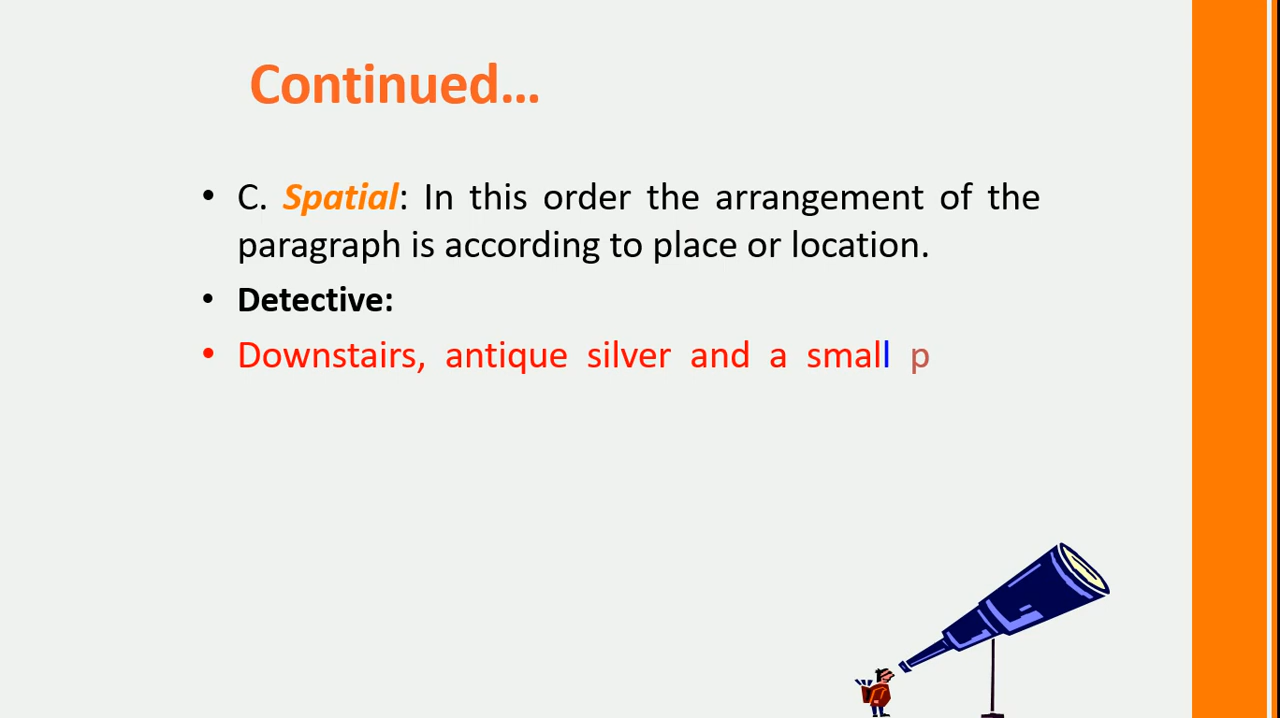 Continued...
• C. Spatial: In this order the arrangement of the
paragraph is according to place or location.
• Detective:
• Downstairs, antique silver and a small p